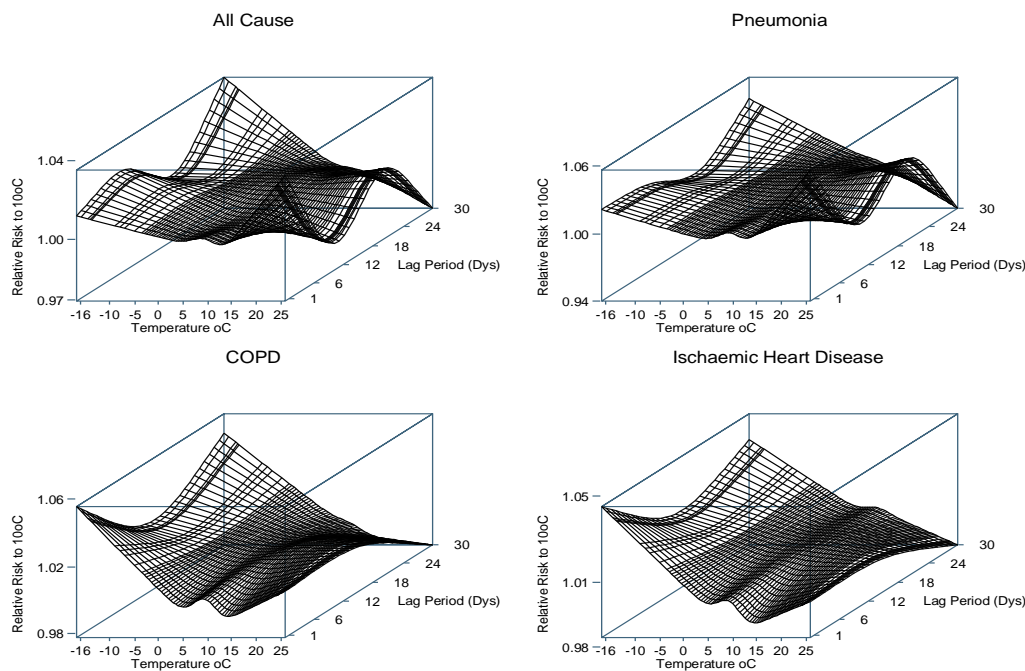 All Cause
Relative Risk to 10oC
1.04
1.00
0.97
-16 -10 -5 0 5 10 15 20 25
Temperature oC
1 6 12 18 24 30
Lag Period (Dys)
Pneumonia
Relative Risk to 10oC
1.06
1.00
0.94
-16 -10 -5 0 5 10 15 20 25
Temperature oC
1 6 12 18 24 30
Lag Period (Dys)
COPD
Relative Risk to 10oC
1.06
1.02
0.98
-16 -10 -5 0 5 10 15 20 25
Temperature oC
1 6 12 18 24 30
Lag Period (Dys)
Ischaemic Heart Disease
Relative Risk to 10oC
1.05
1.01
0.98
-16 -10 -5 0 5 10 15 20 25
Temperature oC
1 6 12 18 24 30
Lag Period (Dys)